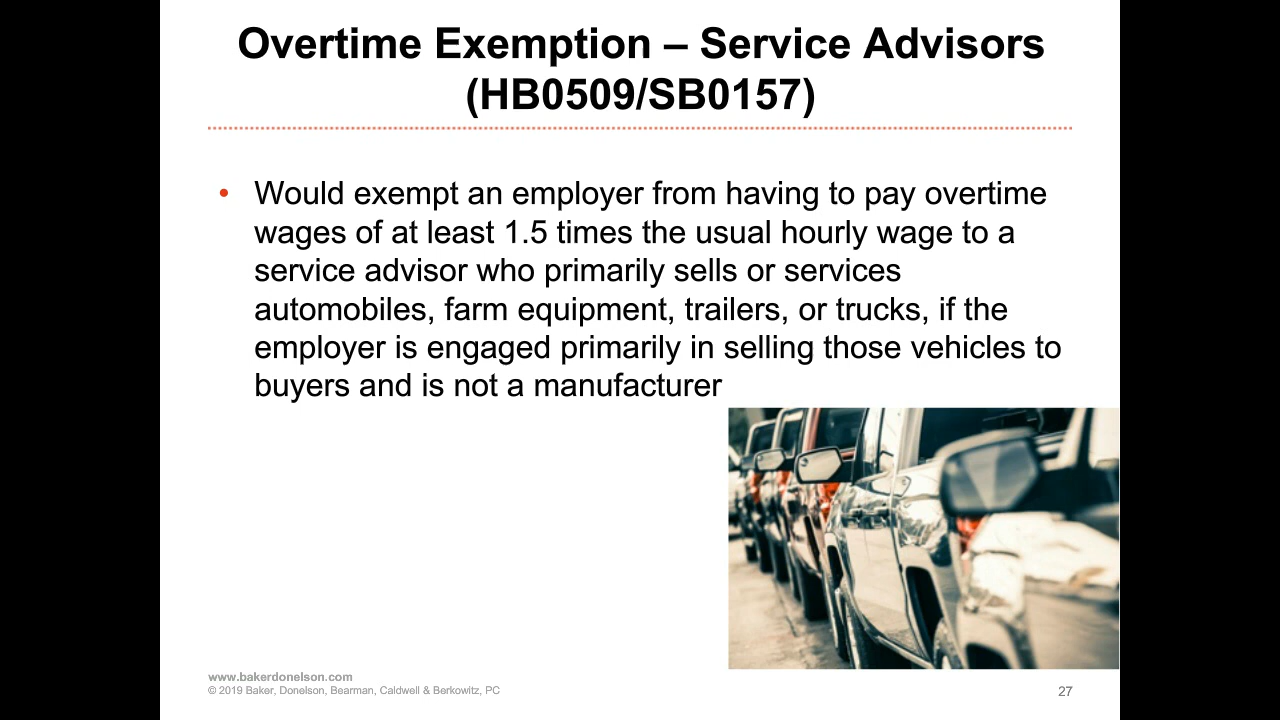 Overtime Exemption – Service Advisors
(HB0509/SB0157)
• Would exempt an employer from having to pay overtime
wages of at least 1.5 times the usual hourly wage to a
service advisor who primarily sells or services
automobiles, farm equipment, trailers, or trucks, if the
employer is engaged primarily in selling those vehicles to
buyers and is not a manufacturer
www.bakerdonelson.com
© 2019 Baker, Donelson, Bearman, Caldwell & Berkowitz, PC
27